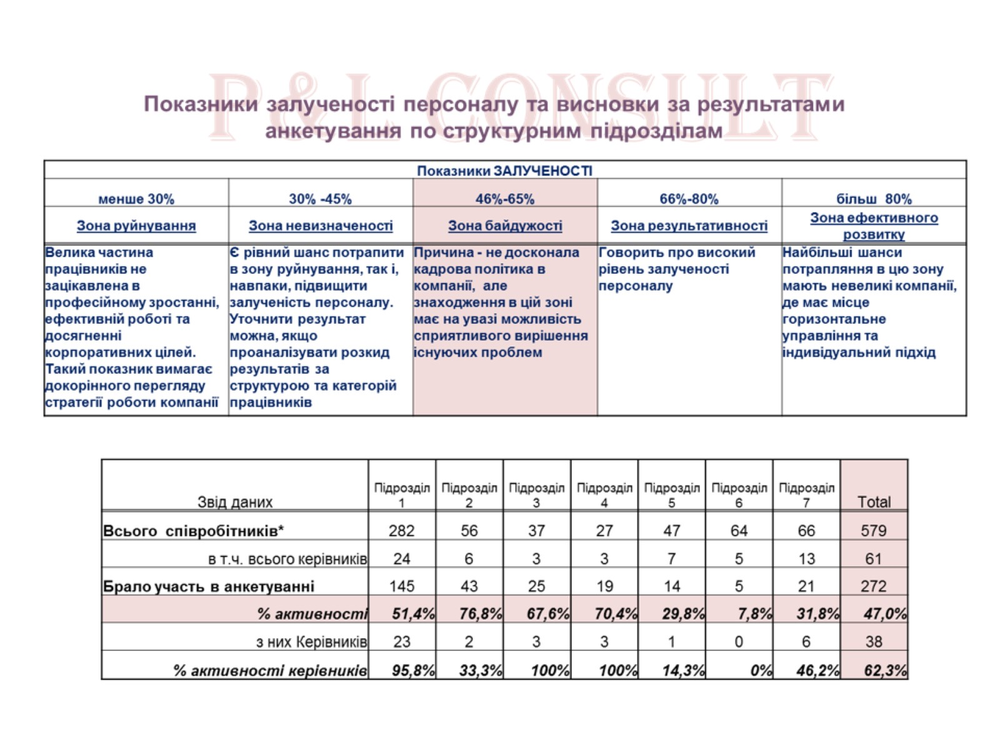 P&L CONSULT
Показники залученості персоналу та висновки за результатами
анкетування по структурним підрозділам
Показники ЗАЛУЧЕНОСТІ
менше 30% 30% -45% 46%-65% 66%-80% більш 80%
Зона руйнування Зона невизначеності Зона байдужості Зона результативності Зона ефективного
розвитку
Велика частина
працівників не
зацікавлена в
професійному зростанні,
ефективній роботі та
досягненні
корпоративних цілей.
Такий показник вимагає
докорінного перегляду
стратегії роботи компанії
Є рівний шанс потрапити
в зону руйнування, так і,
навпаки, підвищити
залученість персоналу.
Уточнити результат
можна, якщо
проаналізувати розкид
результатів за
структурою та категорій
працівників
Причина - не досконала
кадрова політика в
компанії, але
знаходження в цій зоні
має на увазі можливість
сприятливого вирішення
існуючих проблем
Говорить про високий
рівень залученості
персоналу
Найбільші шанси
потрапляння в цю зону
мають невеликі компанії,
де має місце
горизонтальне
управління та
індивідуальний підхід
Підрозділ Підрозділ Підрозділ Підрозділ Підрозділ Підрозділ Підрозділ
Звід даних 1 2 3 4 5 6 7 Total
Всього співробітників* 282 56 37 27 47 64 66 579
в т.ч. всього керівників 24 6 3 3 7 5 13 61
Брало участь в анкетуванні 145 43 25 19 14 5 21 272
% активності 51,4% 76,8% 67,6% 70,4% 29,8% 7,8% 31,8% 47,0%
з них Керівників 23 2 3 3 1 0 6 38
% активності керівників 95,8% 33,3% 100% 100% 14,3% 0% 46,2% 62,3%